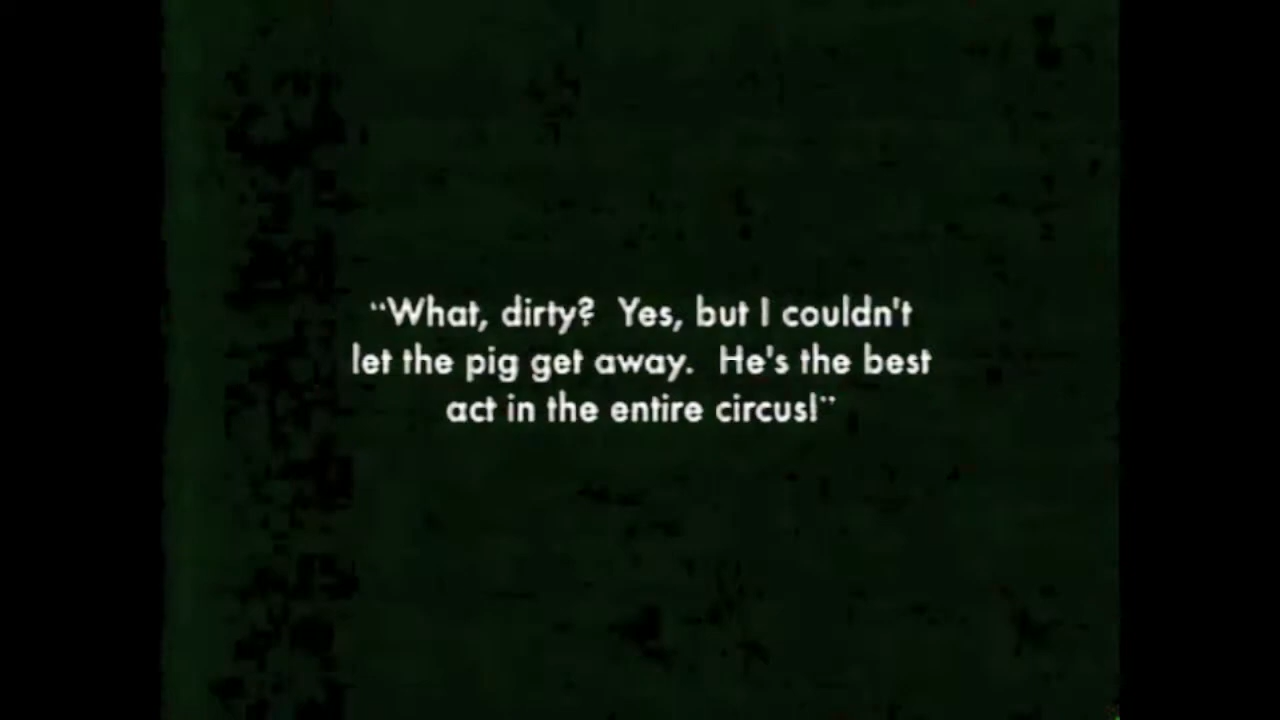 “What, dirty? Yes, but I couldn't
let the pig get away. He's the best
act in the entire circus!”